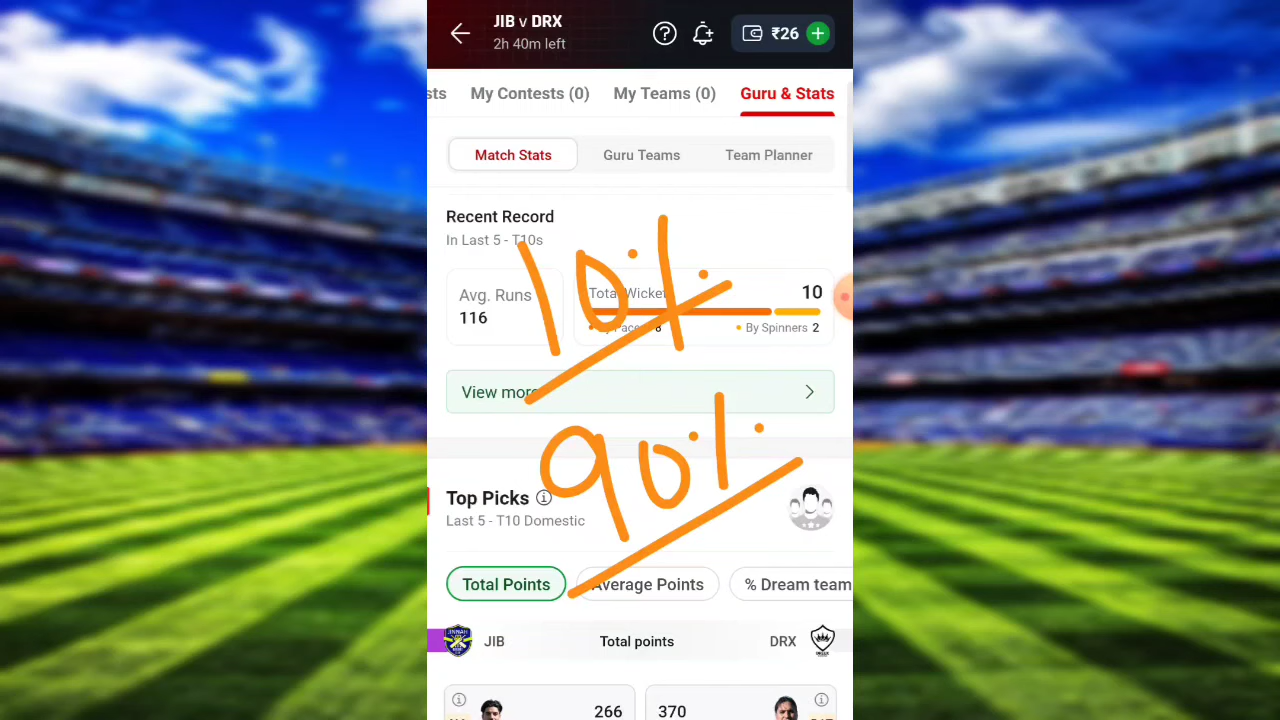 JIB v DRX
2h 40m left
₹26
sts My Contests (0) My Teams (0) Guru & Stats
Match Stats Guru Teams Team Planner
Recent Record
In Last 5 - T10s
10%
Avg. Runs
116
Total Wicket
10
By Pace 8
By Spinners 2
View more
90%
Top Picks
Last 5 - T10 Domestic
Total Points Average Points % Dream team
JIB Total points DRX
266 370